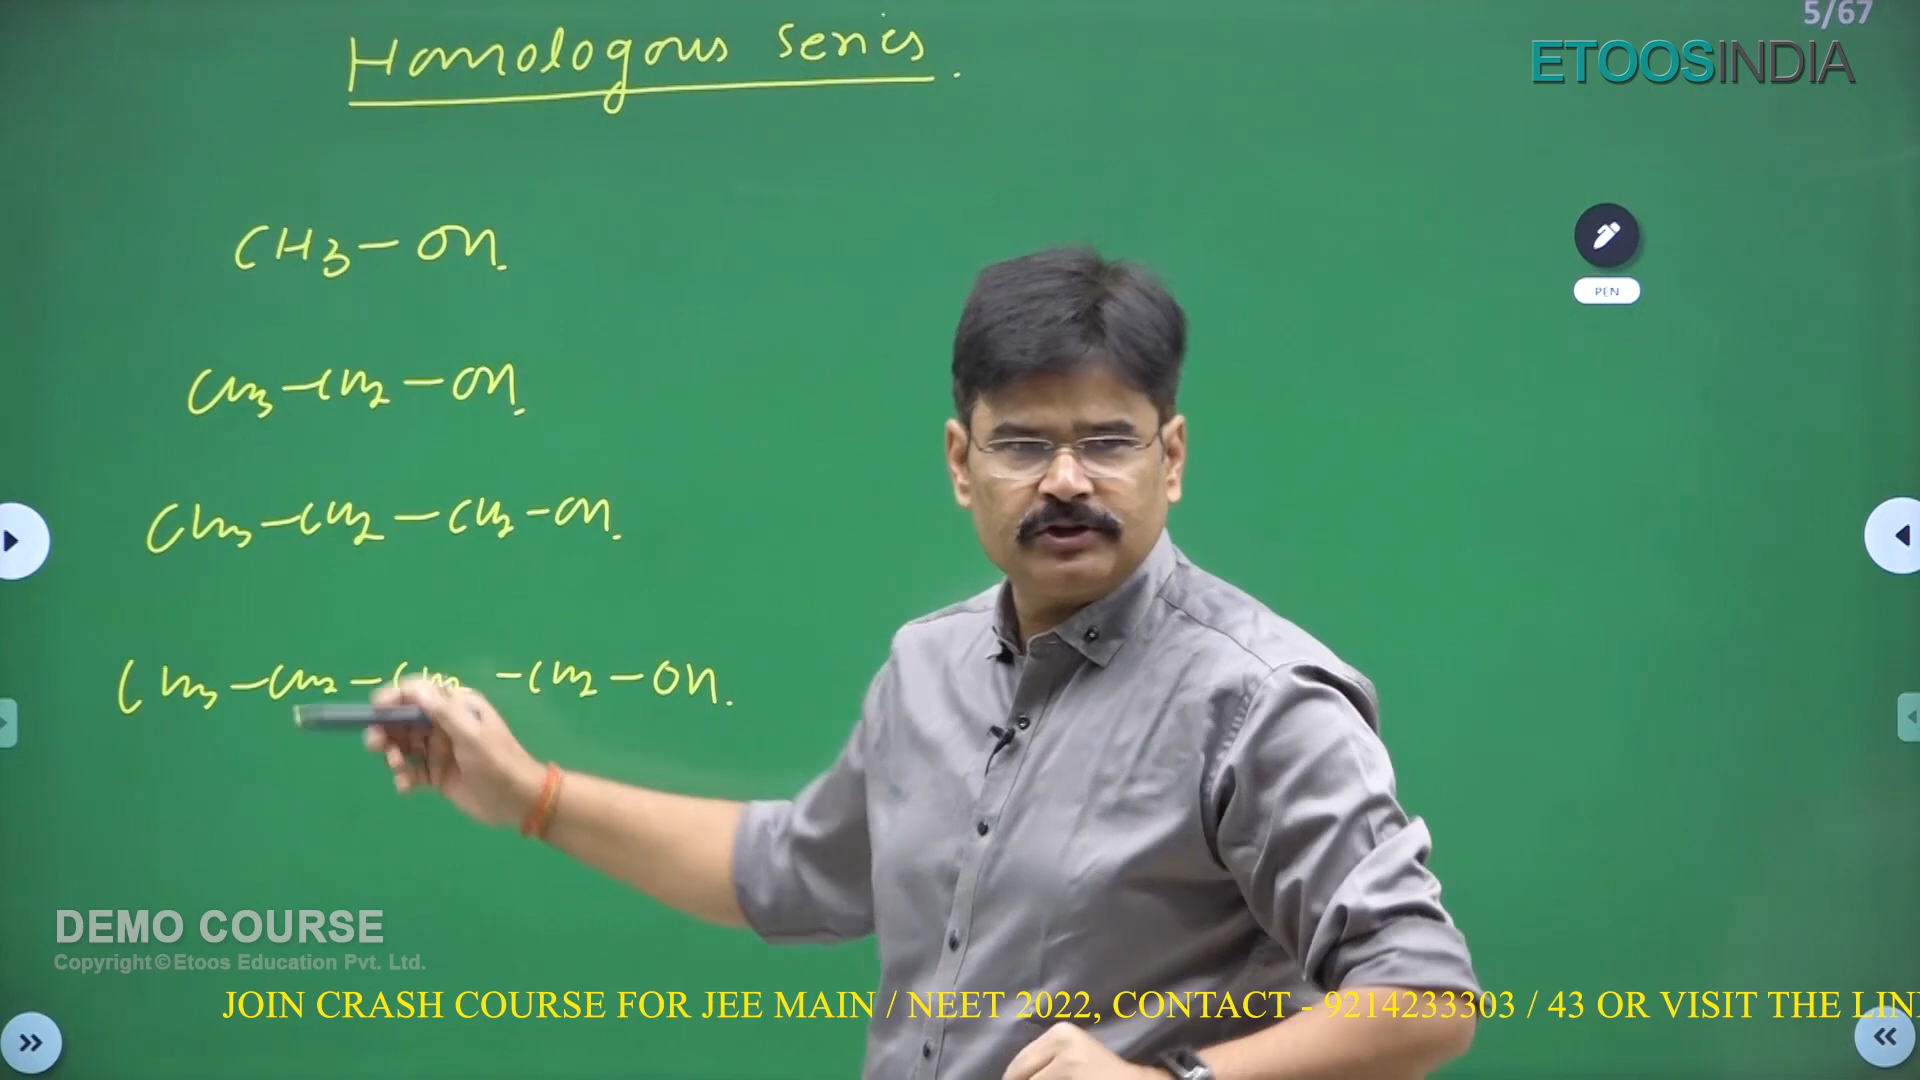 5/67
ETOOSINDIA
Homologous series.
CH3-OH.
PEN
CH3-CH2-OH.
CH3-CH2-CH2-OH.
CH3-CH2-CH2-CH2-OH.
DEMO COURSE
Copyright©Etoos Education Pvt. Ltd.
JOIN CRASH COURSE FOR JEE MAIN / NEET 2022, CONTACT - 9214233303 / 43 OR VISIT THE